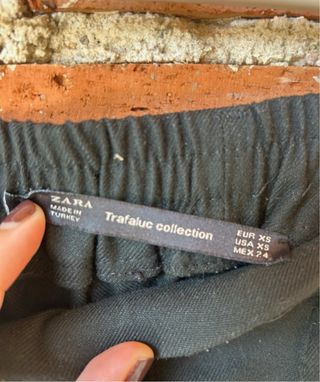 ZARA
MADE IN
TURKEY
Trafaluc collection
EUR XS
USA XS
MEX 24